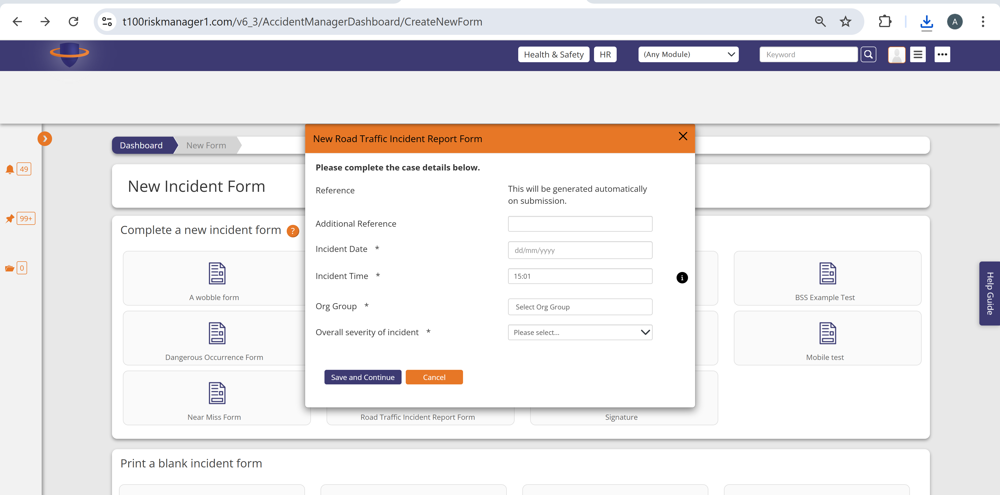 t100riskmanager1.com/v6_3/AccidentManagerDashboard/CreateNewForm
A
Health & Safety
HR
(Any Module)
Keyword
Dashboard
New Form
49
99+
0
New Incident Form
Complete a new incident form ?
A wobble form
BSS Example Test
Dangerous Occurrence Form
Mobile test
Near Miss Form
Road Traffic Incident Report Form
Signature
New Road Traffic Incident Report Form
Please complete the case details below.
Reference
This will be generated automatically
on submission.
Additional Reference
Incident Date *
dd/mm/yyyy
Incident Time *
15:01
i
Org Group *
Select Org Group
Overall severity of incident *
Please select...
Save and Continue
Cancel
Help Guide
Print a blank incident form